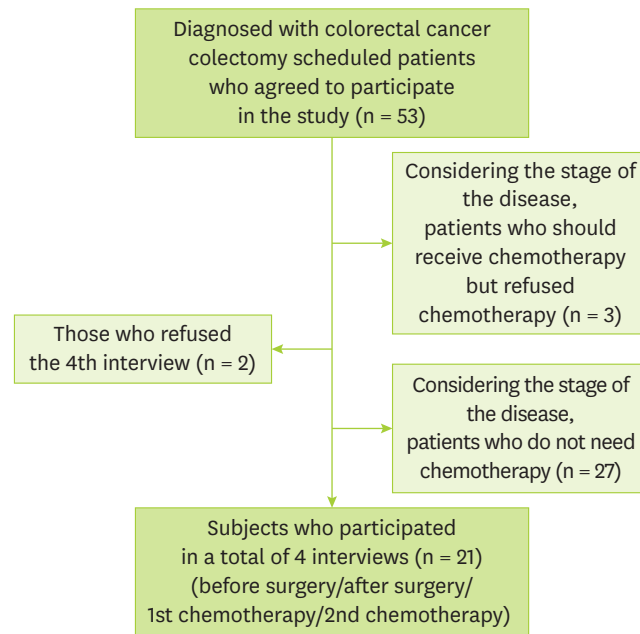 Diagnosed with colorectal cancer
colectomy scheduled patients
who agreed to participate
in the study (n = 53)
Considering the stage of
the disease,
patients who should
receive chemotherapy
but refused
chemotherapy (n = 3)
Those who refused
the 4th interview (n = 2)
Considering the stage of
the disease,
patients who do not need
chemotherapy (n = 27)
Subjects who participated
in a total of 4 interviews (n = 21)
(before surgery/after surgery/
1st chemotherapy/2nd chemotherapy)